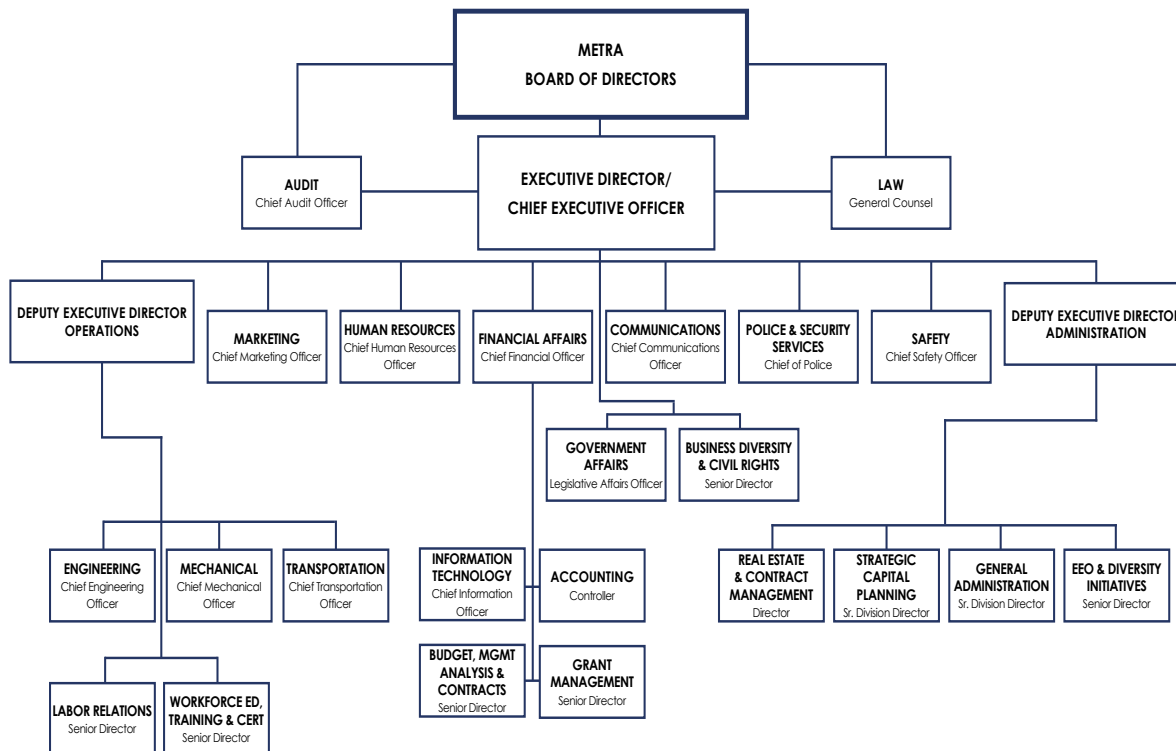 METRA
BOARD OF DIRECTORS
AUDIT
Chief Audit Officer
EXECUTIVE DIRECTOR/
CHIEF EXECUTIVE OFFICER
LAW
General Counsel
DEPUTY EXECUTIVE DIRECTOR
OPERATIONS
MARKETING
Chief Marketing Officer
HUMAN RESOURCES
Chief Human Resources
Officer
FINANCIAL AFFAIRS
Chief Financial Officer
COMMUNICATIONS
Chief Communications
Officer
POLICE & SECURITY
SERVICES
Chief of Police
SAFETY
Chief Safety Officer
DEPUTY EXECUTIVE DIRECTOR
ADMINISTRATION
GOVERNMENT
AFFAIRS
Legislative Affairs Officer
BUSINESS DIVERSITY
& CIVIL RIGHTS
Senior Director
ENGINEERING
Chief Engineering
Officer
MECHANICAL
Chief Mechanical
Officer
TRANSPORTATION
Chief Transportation
Officer
INFORMATION
TECHNOLOGY
Chief Information
Officer
ACCOUNTING
Controller
REAL ESTATE
& CONTRACT
MANAGEMENT
Director
STRATEGIC
CAPITAL
PLANNING
Sr. Division Director
GENERAL
ADMINISTRATION
Sr. Division Director
EEO & DIVERSITY
INITIATIVES
Senior Director
LABOR RELATIONS
Senior Director
WORKFORCE ED,
TRAINING & CERT
Senior Director
BUDGET, MGMT
ANALYSIS &
CONTRACTS
Senior Director
GRANT
MANAGEMENT
Senior Director